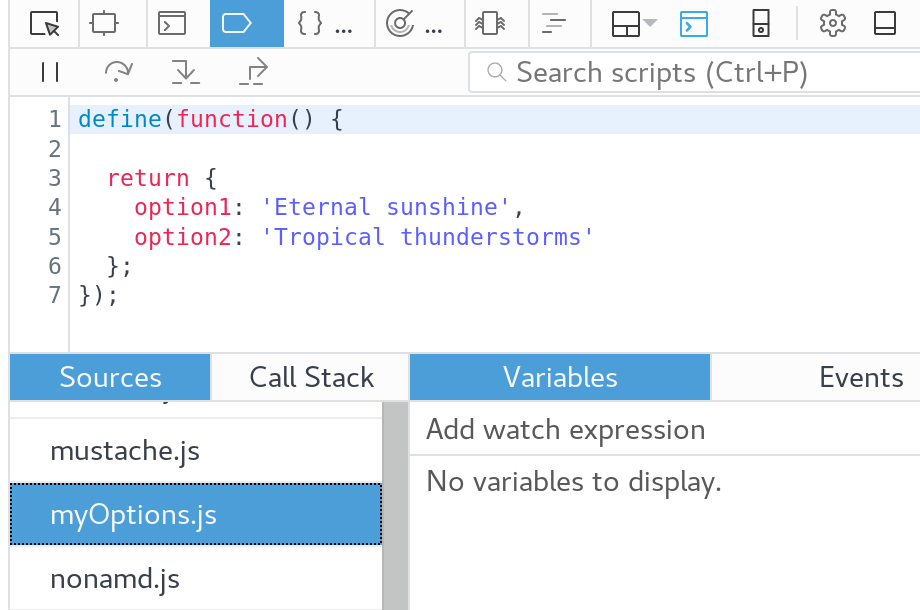 Search scripts (Ctrl+P)
1 define(function() {
2
3   return {
4     option1: 'Eternal sunshine',
5     option2: 'Tropical thunderstorms'
6   };
7 });
Sources Call Stack Variables Events
mustache.js
myOptions.js
nonamd.js
Add watch expression
No variables to display.